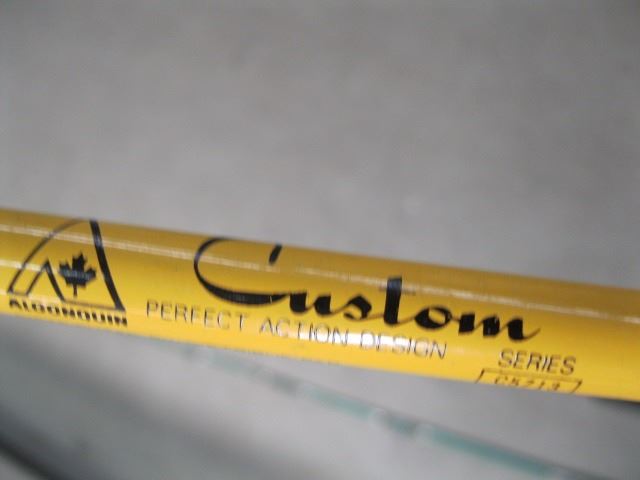 ALGONQUIN
Custom
PERFECT ACTION DESIGN
SERIES